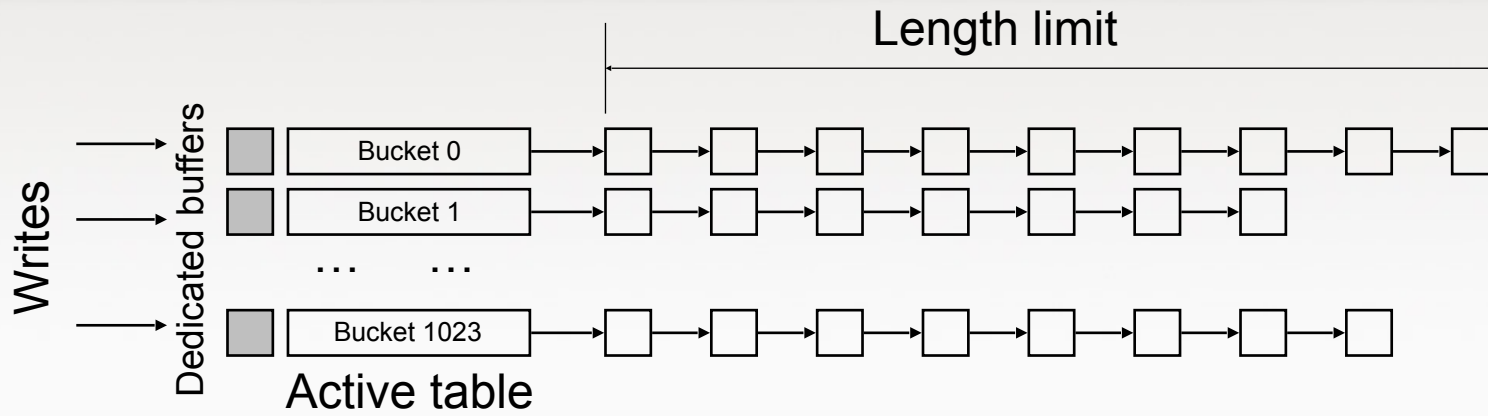 Length limit
Writes
Dedicated buffers
Bucket 0
Bucket 1
... ...
Bucket 1023
Active table